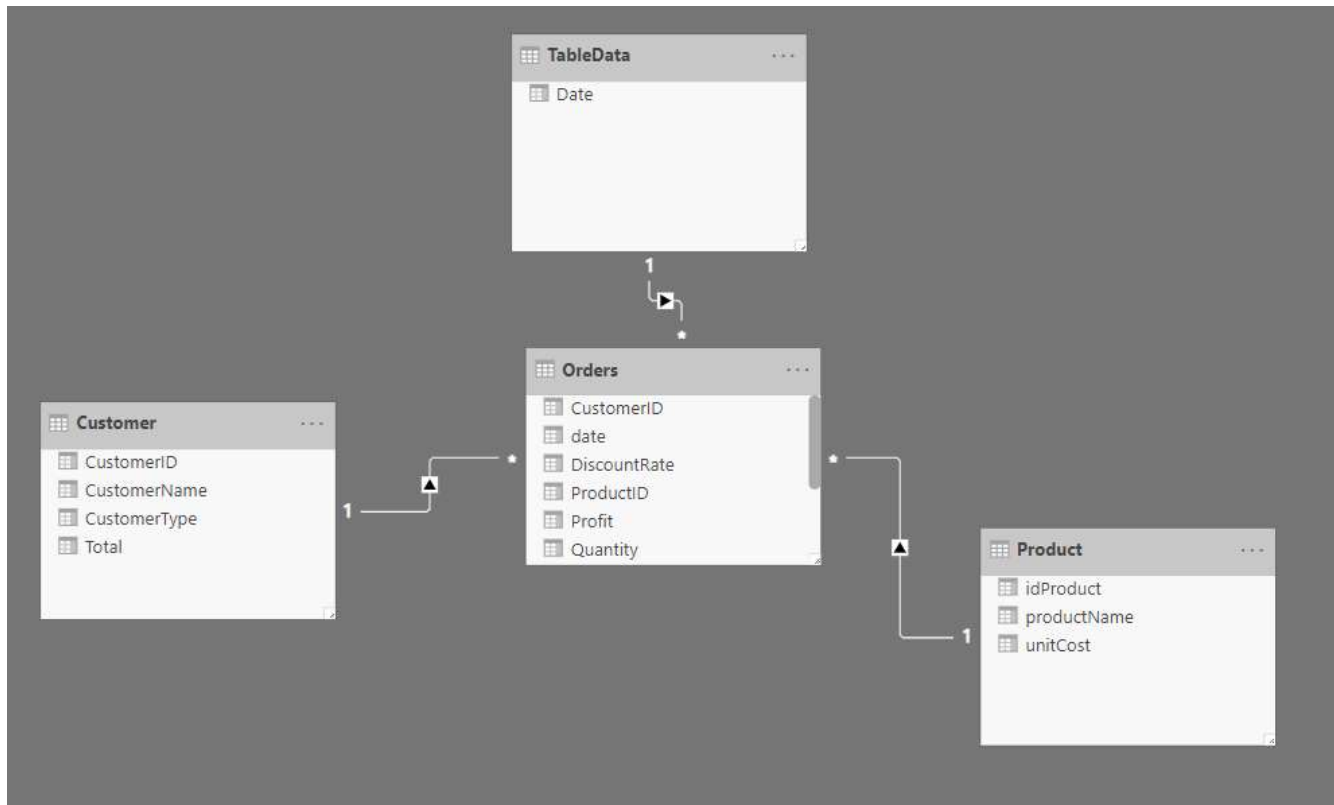 TableData
Date
1
*
Orders
CustomerID
date
DiscountRate
ProductID
Profit
Quantity
Customer
CustomerID
CustomerName
CustomerType
Total
1
*
*
1
Product
idProduct
productName
unitCost